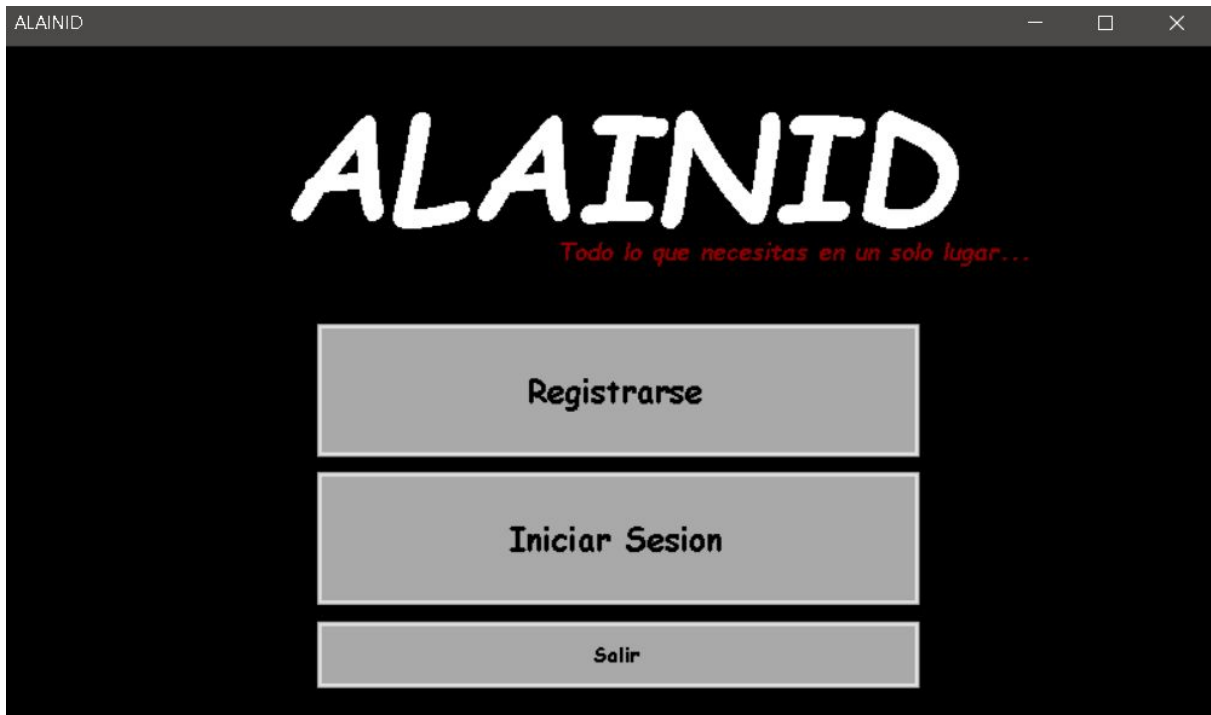 ALAINID
ALAINID
Todo lo que necesitas en un solo lugar...
Registrarse
Iniciar Sesion
Salir